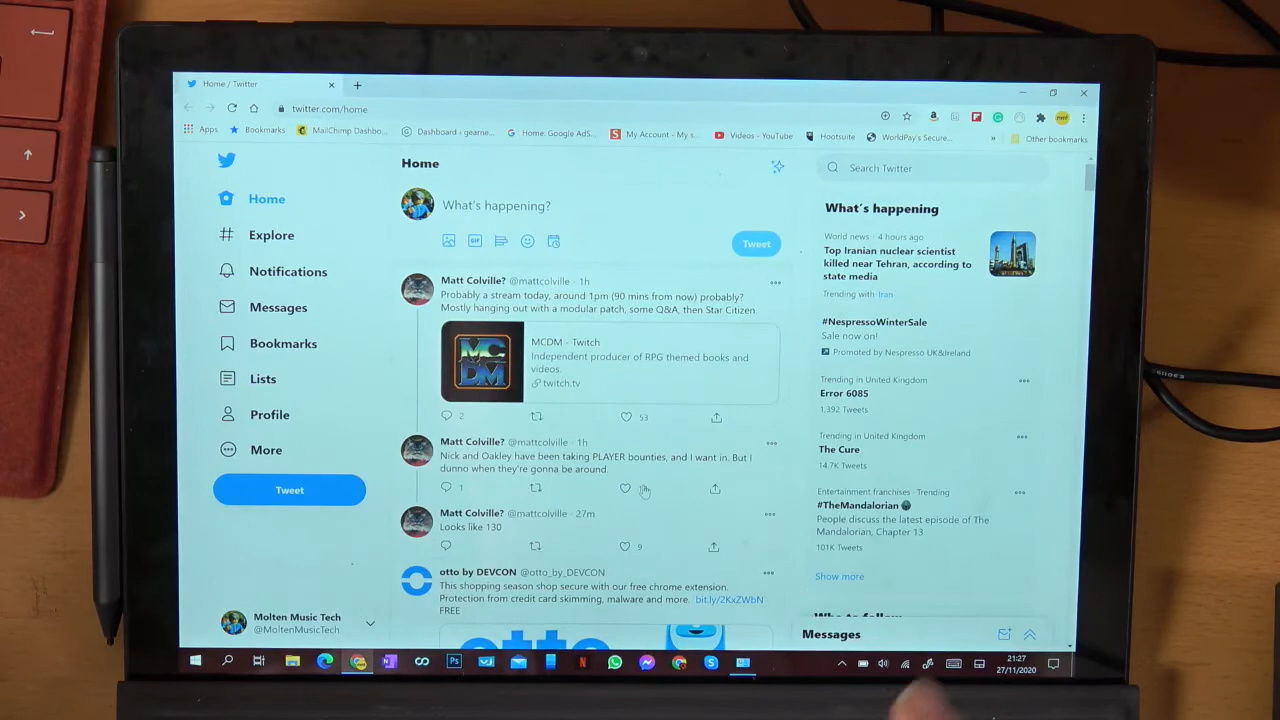 Home / Twitter
twitter.com/home
Apps
Bookmarks
MailChimp Dashbo...
Dashboard ‹ gearne...
Home: Google AdS...
My Account - My s...
Videos - YouTube
Hootsuite
WorldPay's Secure...
»
Other bookmarks
Home
Explore
Notifications
Messages
Bookmarks
Lists
Profile
More
Tweet
Molten Music Tech
@MoltenMusicTech
Home
What's happening?
GIF
Tweet
Matt Colville? @mattcolville · 1h
Probably a stream today, around 1pm (90 mins from now) probably?
Mostly hanging out with a modular patch, some Q&A, then Star Citizen.
MC
DM
MCDM - Twitch
Independent producer of RPG themed books and
videos.
twitch.tv
2
53
Matt Colville? @mattcolville · 1h
Nick and Oakley have been taking PLAYER bounties, and I want in. But I
dunno when they're gonna be around.
1
Matt Colville? @mattcolville · 27m
Looks like 130
9
otto by DEVCON @otto_by_DEVCON
This shopping season shop secure with our free chrome extension.
Protection from credit card skimming, malware and more. bit.ly/2KxZWbN
FREE
otto
Search Twitter
What's happening
World news · 4 hours ago
Top Iranian nuclear scientist
killed near Tehran, according to
state media
Trending with Iran
#NespressoWinterSale
Sale now on!
Promoted by Nespresso UK&Ireland
Trending in United Kingdom
Error 6085
1,392 Tweets
Trending in United Kingdom
The Cure
14.7K Tweets
Entertainment franchises · Trending
#TheMandalorian
People discuss the latest episode of The
Mandalorian, Chapter 13
101K Tweets
Show more
Who to follow
Messages
21:27
27/11/2020